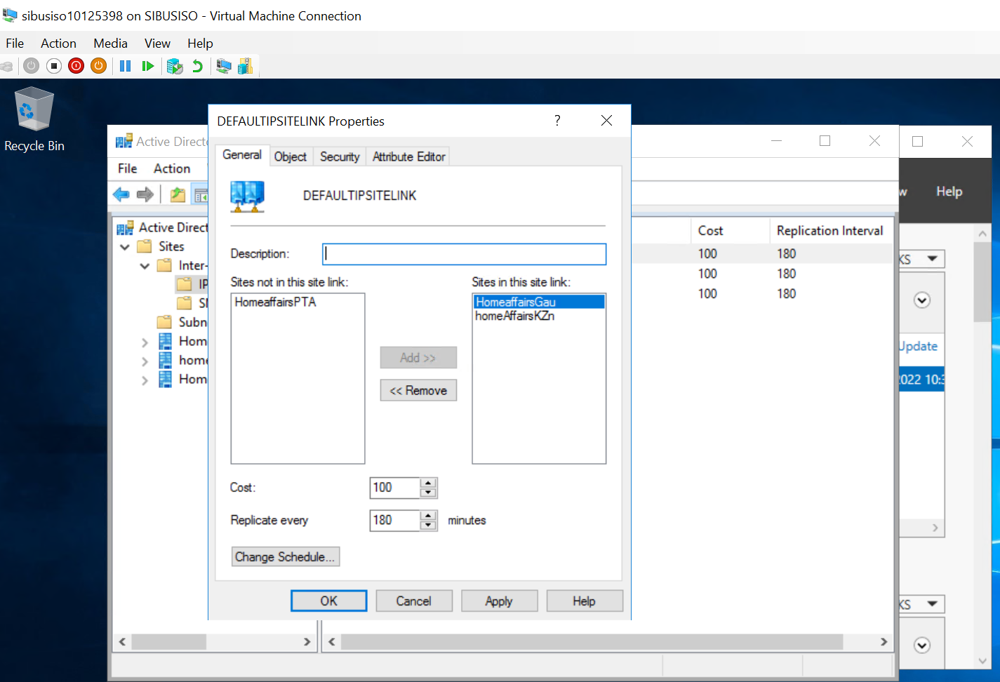 sibusiso10125398 on SIBUSISO - Virtual Machine Connection
File Action Media View Help
Recycle Bin
DEFAULTIPSITELINK Properties
?
Active Directo
File Action
Help
General Object Security Attribute Editor
DEFAULTIPSITELINK
Description:
Sites not in this site link:
HomeaffairsPTA
Sites in this site link:
HomeaffairsGau
homeAffairsKZn
Add >>
<< Remove
Cost: 100
Replicate every 180 minutes
Change Schedule...
OK Cancel Apply Help
Active Direct
Sites
Inter-
IP
Subn
Hom
home
Hom
Cost Replication Interval
100 180
100 180
100 180
KS
Update
2022 10:3
KS